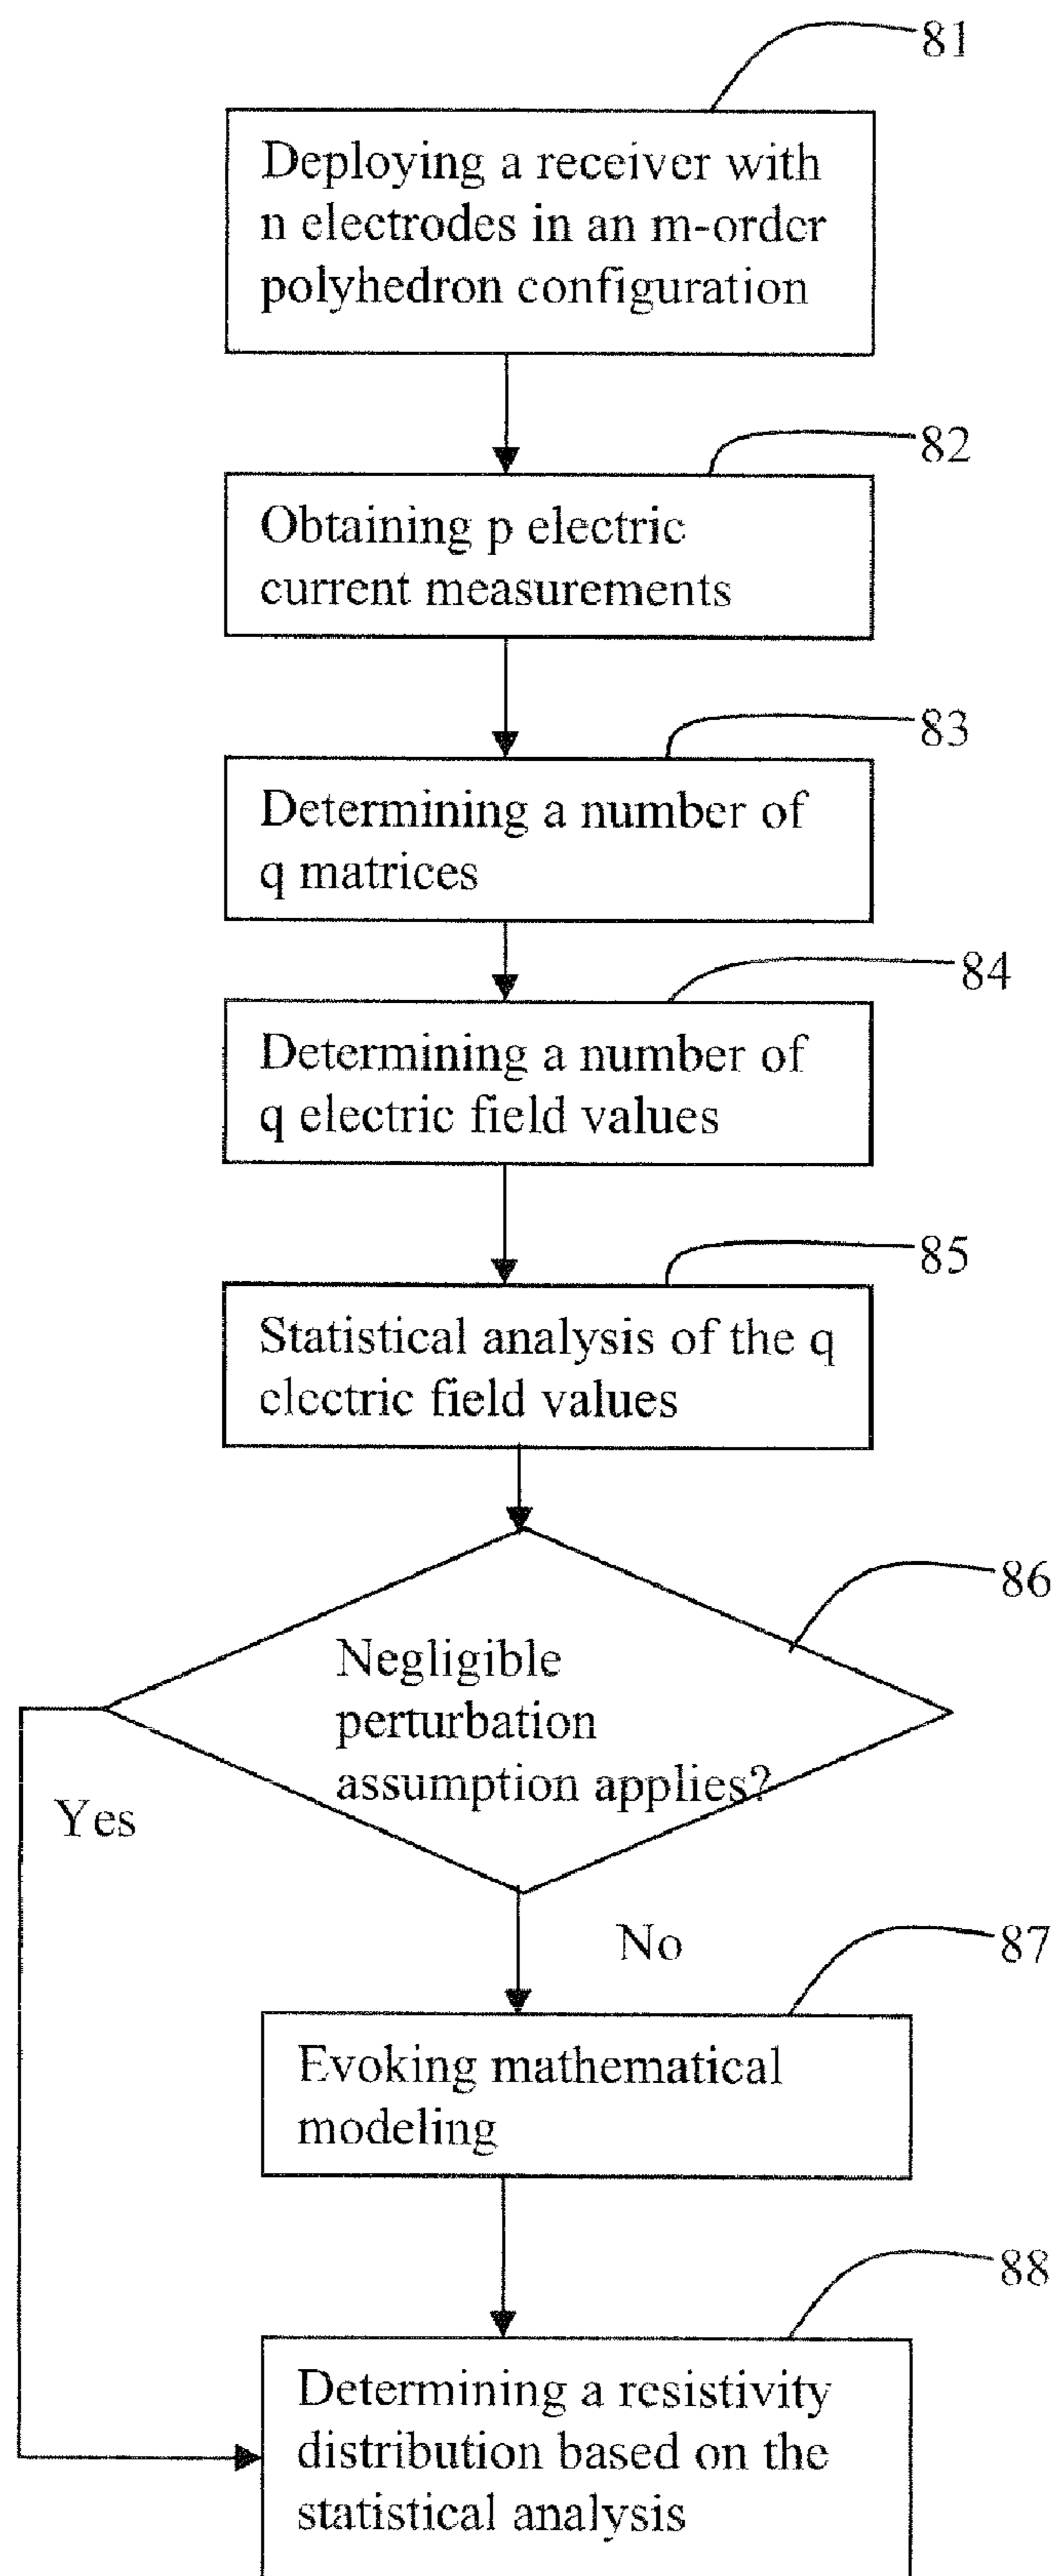 81
Deploying a receiver with
n electrodes in an m-order
polyhedron configuration
82
Obtaining p electric
current measurements
83
Determining a number of
q matrices
84
Determining a number of
q electric field values
85
Statistical analysis of the q
electric field values
86
Negligible
perturbation
assumption applies?
Yes
No
87
Evoking mathematical
modeling
88
Determining a resistivity
distribution based on the
statistical analysis